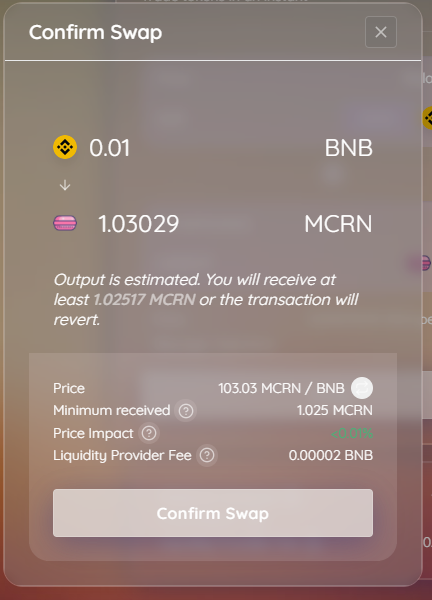 Confirm Swap
0.01 BNB
1.03029 MCRN
Output is estimated. You will receive at
least 1.02517 MCRN or the transaction will
revert.
Price 103.03 MCRN / BNB
Minimum received ? 1.025 MCRN
Price Impact ? <0.01%
Liquidity Provider Fee ? 0.00002 BNB
Confirm Swap